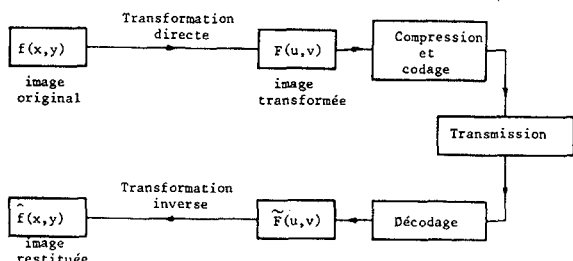 Transformation
directe
f(x,y)
F(u,v)
Compression
et
codage
image
original
image
transformée
Transmission
Transformation
inverse
f̂(x,y)
F̃(u,v)
Décodage
image
restituée